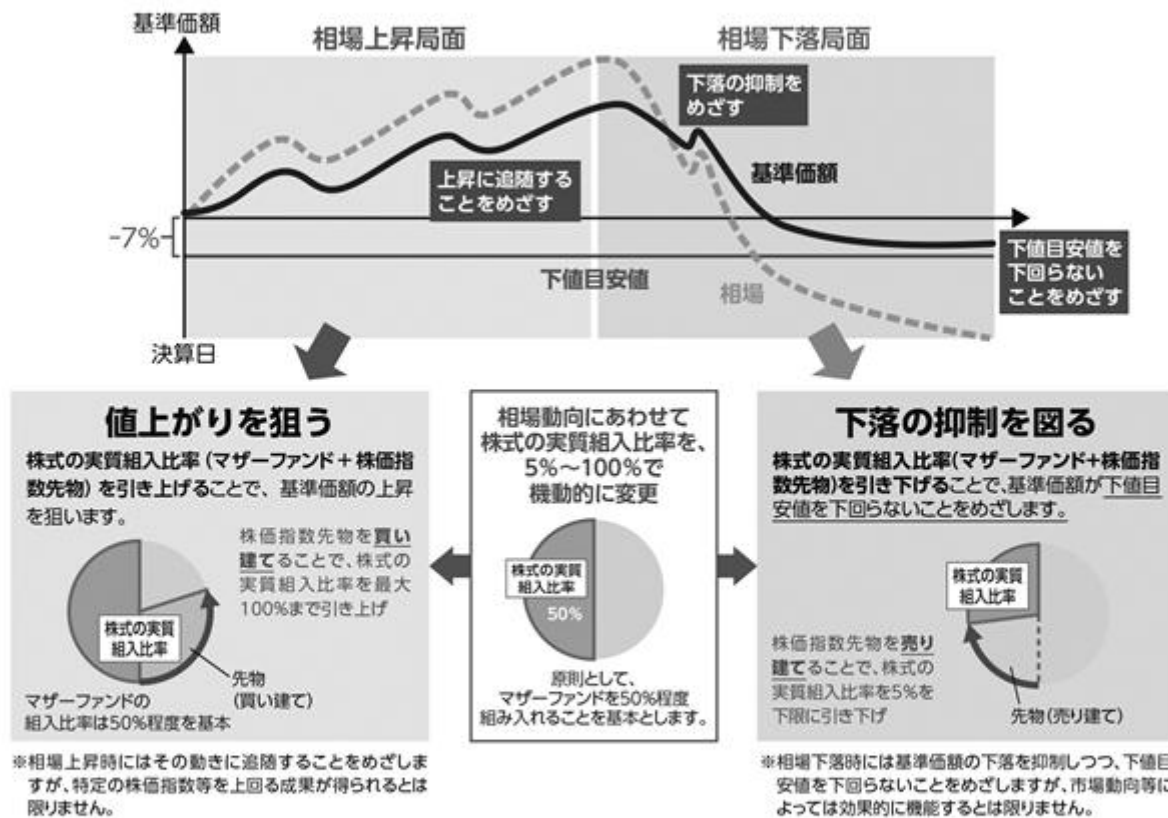 基準価額
相場上昇局面
相場下落局面
下落の抑制を
めざす
上昇に追随する
ことをめざす
基準価額
-7%
下値目安値
相場
下値目安値を
下回らない
ことをめざす
決算日
値上がりを狙う
株式の実質組入比率（マザーファンド＋株価指
数先物）を引き上げることで、基準価額の上昇
を狙います。
株価指数先物を買い
建てることで、株式の
実質組入比率を最大
100%まで引き上げ
株式の実質
組入比率
先物
(買い建て)
マザーファンドの
組入比率は50%程度を基本
※相場上昇時にはその動きに追随することをめざしま
すが、特定の株価指数等を上回る成果が得られるとは
限りません。
相場動向にあわせて
株式の実質組入比率を、
5%～100%で
機動的に変更
株式の実質
組入比率
50%
原則として、
マザーファンドを50%程度
組み入れることを基本とします。
下落の抑制を図る
株式の実質組入比率(マザーファンド+株価指
数先物)を引き下げることで、基準価額が下値目
安値を下回らないことをめざします。
株式の実質
組入比率
株価指数先物を売り
建てることで、株式の
実質組入比率を5%を
下限に引き下げ
先物(売り建て)
※相場下落時には基準価額の下落を抑制しつつ、下値目
安値を下回らないことをめざしますが、市場動向等に
よっては効果的に機能するとは限りません。